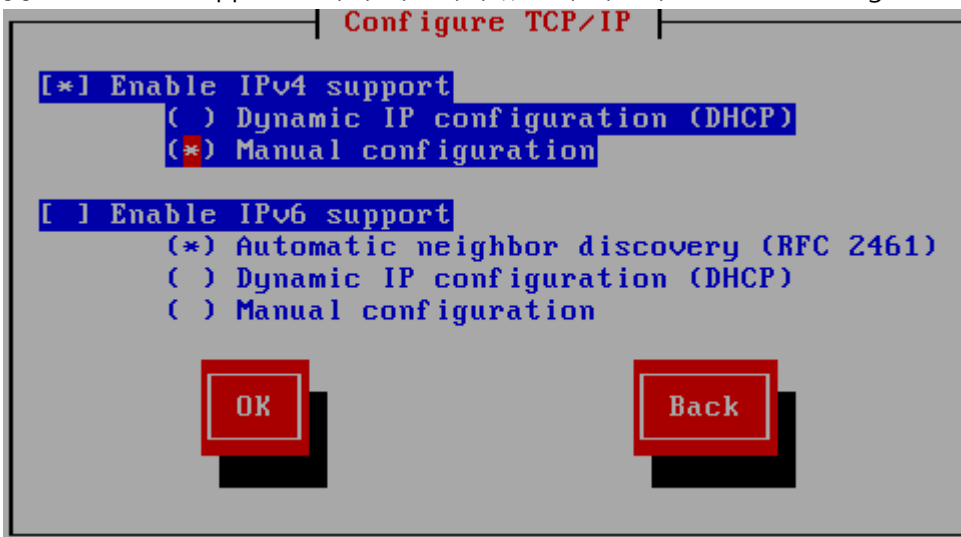 Configure TCP/IP
[*] Enable IPv4 support
( ) Dynamic IP configuration (DHCP)
(*) Manual configuration
[ ] Enable IPv6 support
(*) Automatic neighbor discovery (RFC 2461)
( ) Dynamic IP configuration (DHCP)
( ) Manual configuration
OK Back